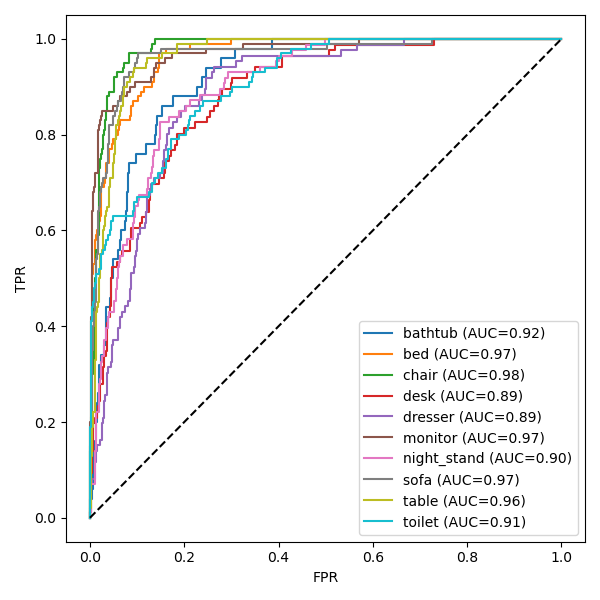 1.0
0.8
0.6
0.4
0.2
0.0
TPR
0.0 0.2 0.4 0.6 0.8 1.0
FPR
bathtub (AUC=0.92)
bed (AUC=0.97)
chair (AUC=0.98)
desk (AUC=0.89)
dresser (AUC=0.89)
monitor (AUC=0.97)
night_stand (AUC=0.90)
sofa (AUC=0.97)
table (AUC=0.96)
toilet (AUC=0.91)